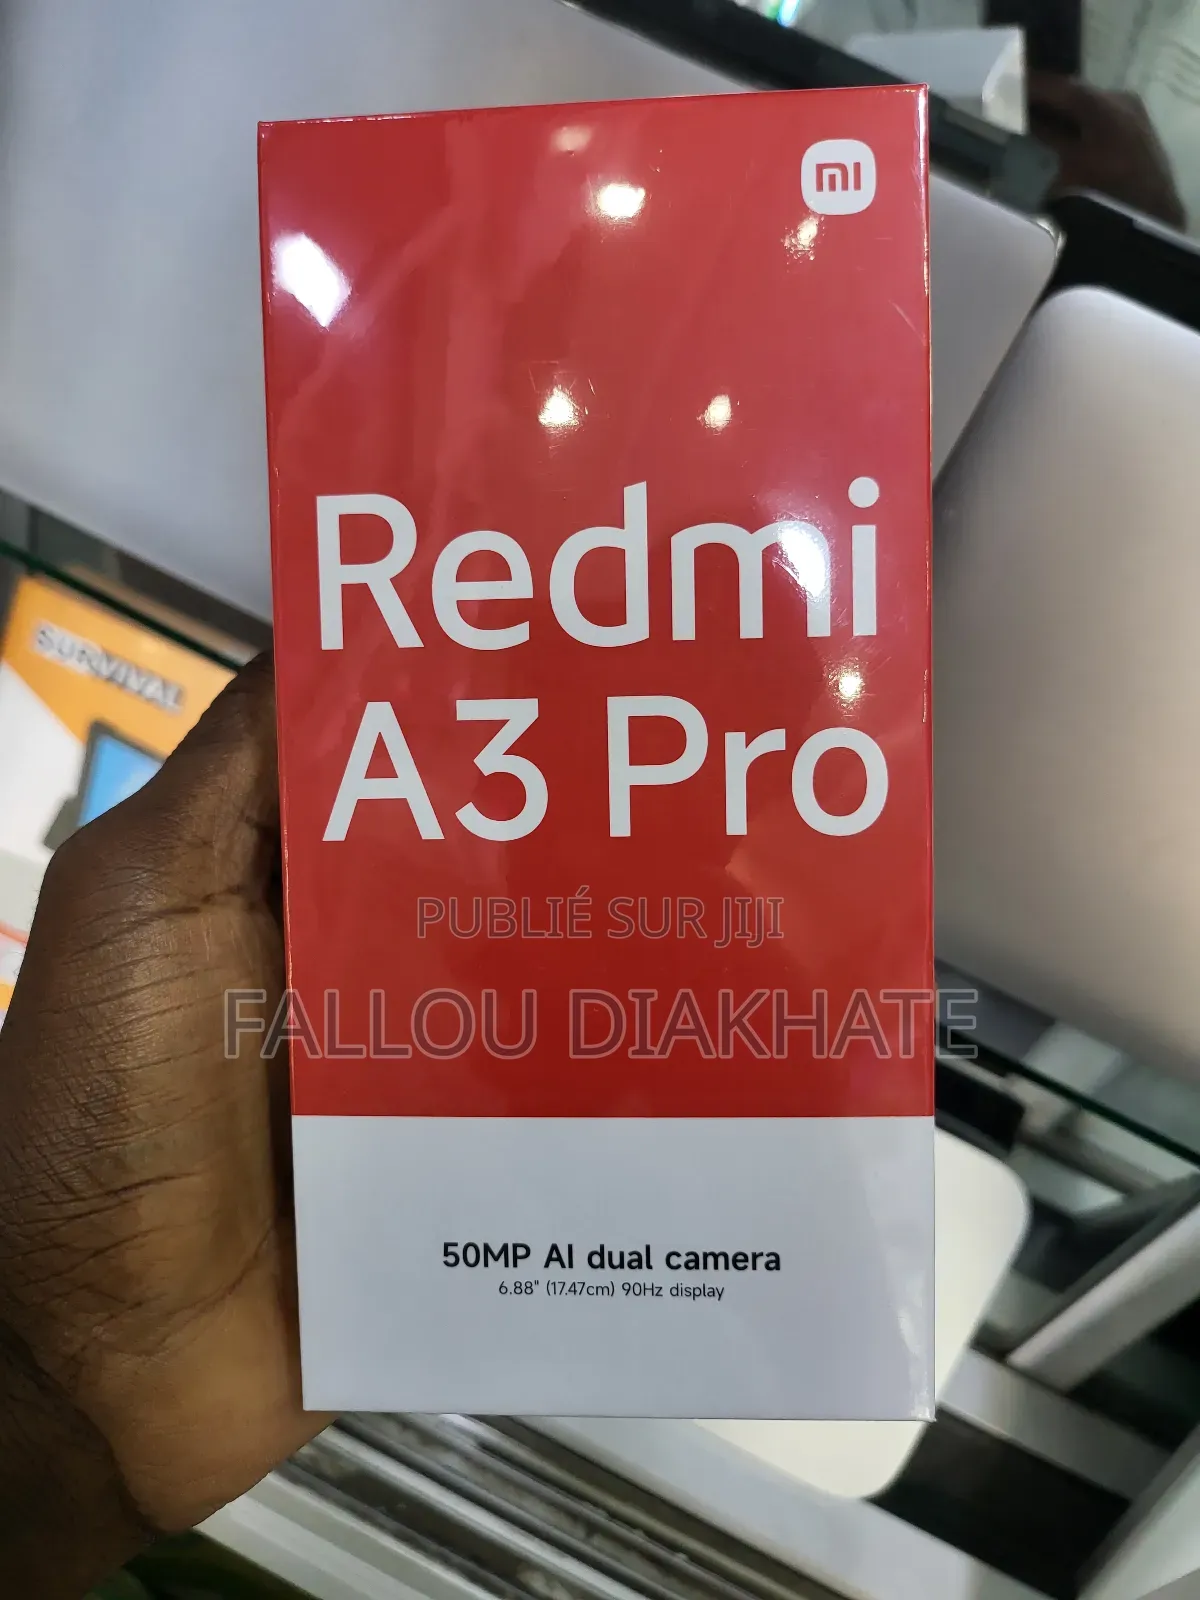 mi
Redmi
A3 Pro
PUBLIÉ SUR JIJI
FALLOU DIAKHATE
50MP AI dual camera
6.88" (17.47cm) 90Hz display
SURVIVAL